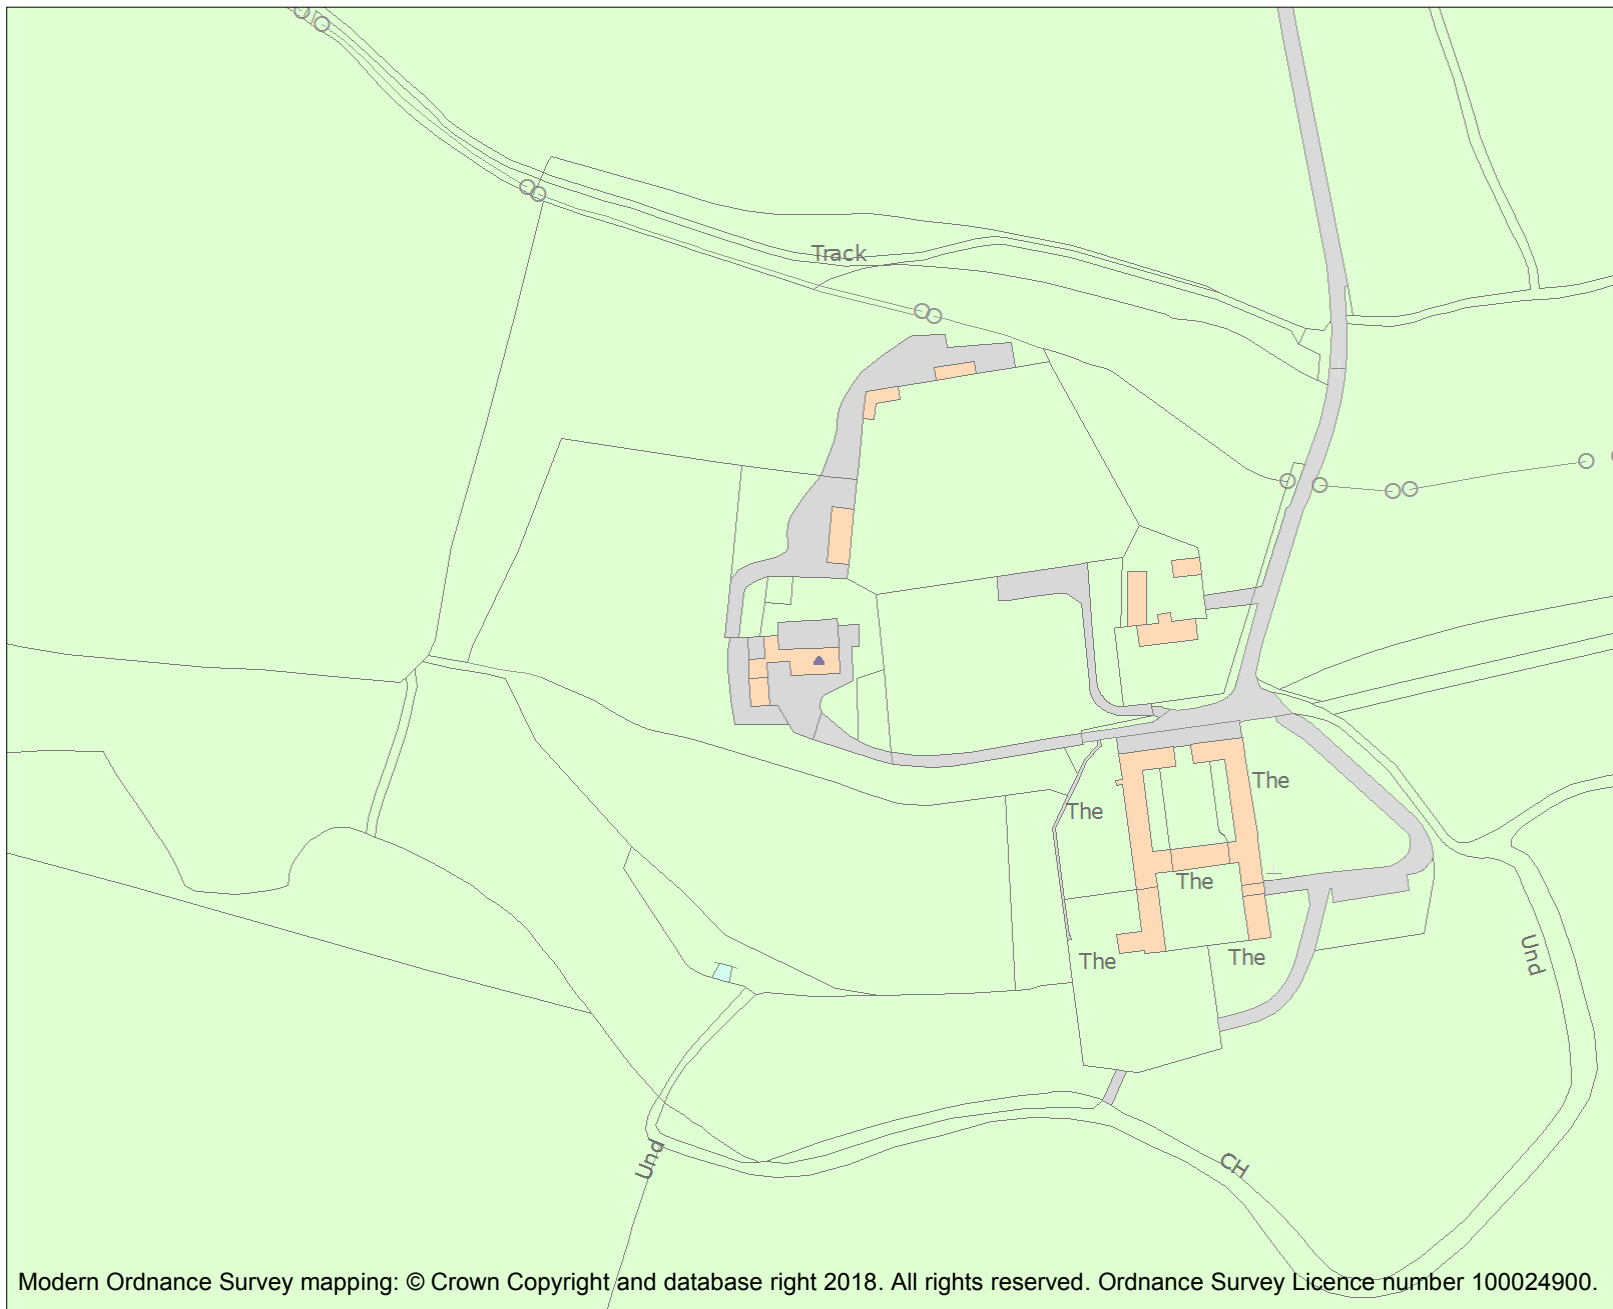 Track
The
The
The
The
The
Und
Und
CH
Modern Ordnance Survey mapping: © Crown Copyright and database right 2018. All rights reserved. Ordnance Survey Licence number 100024900.